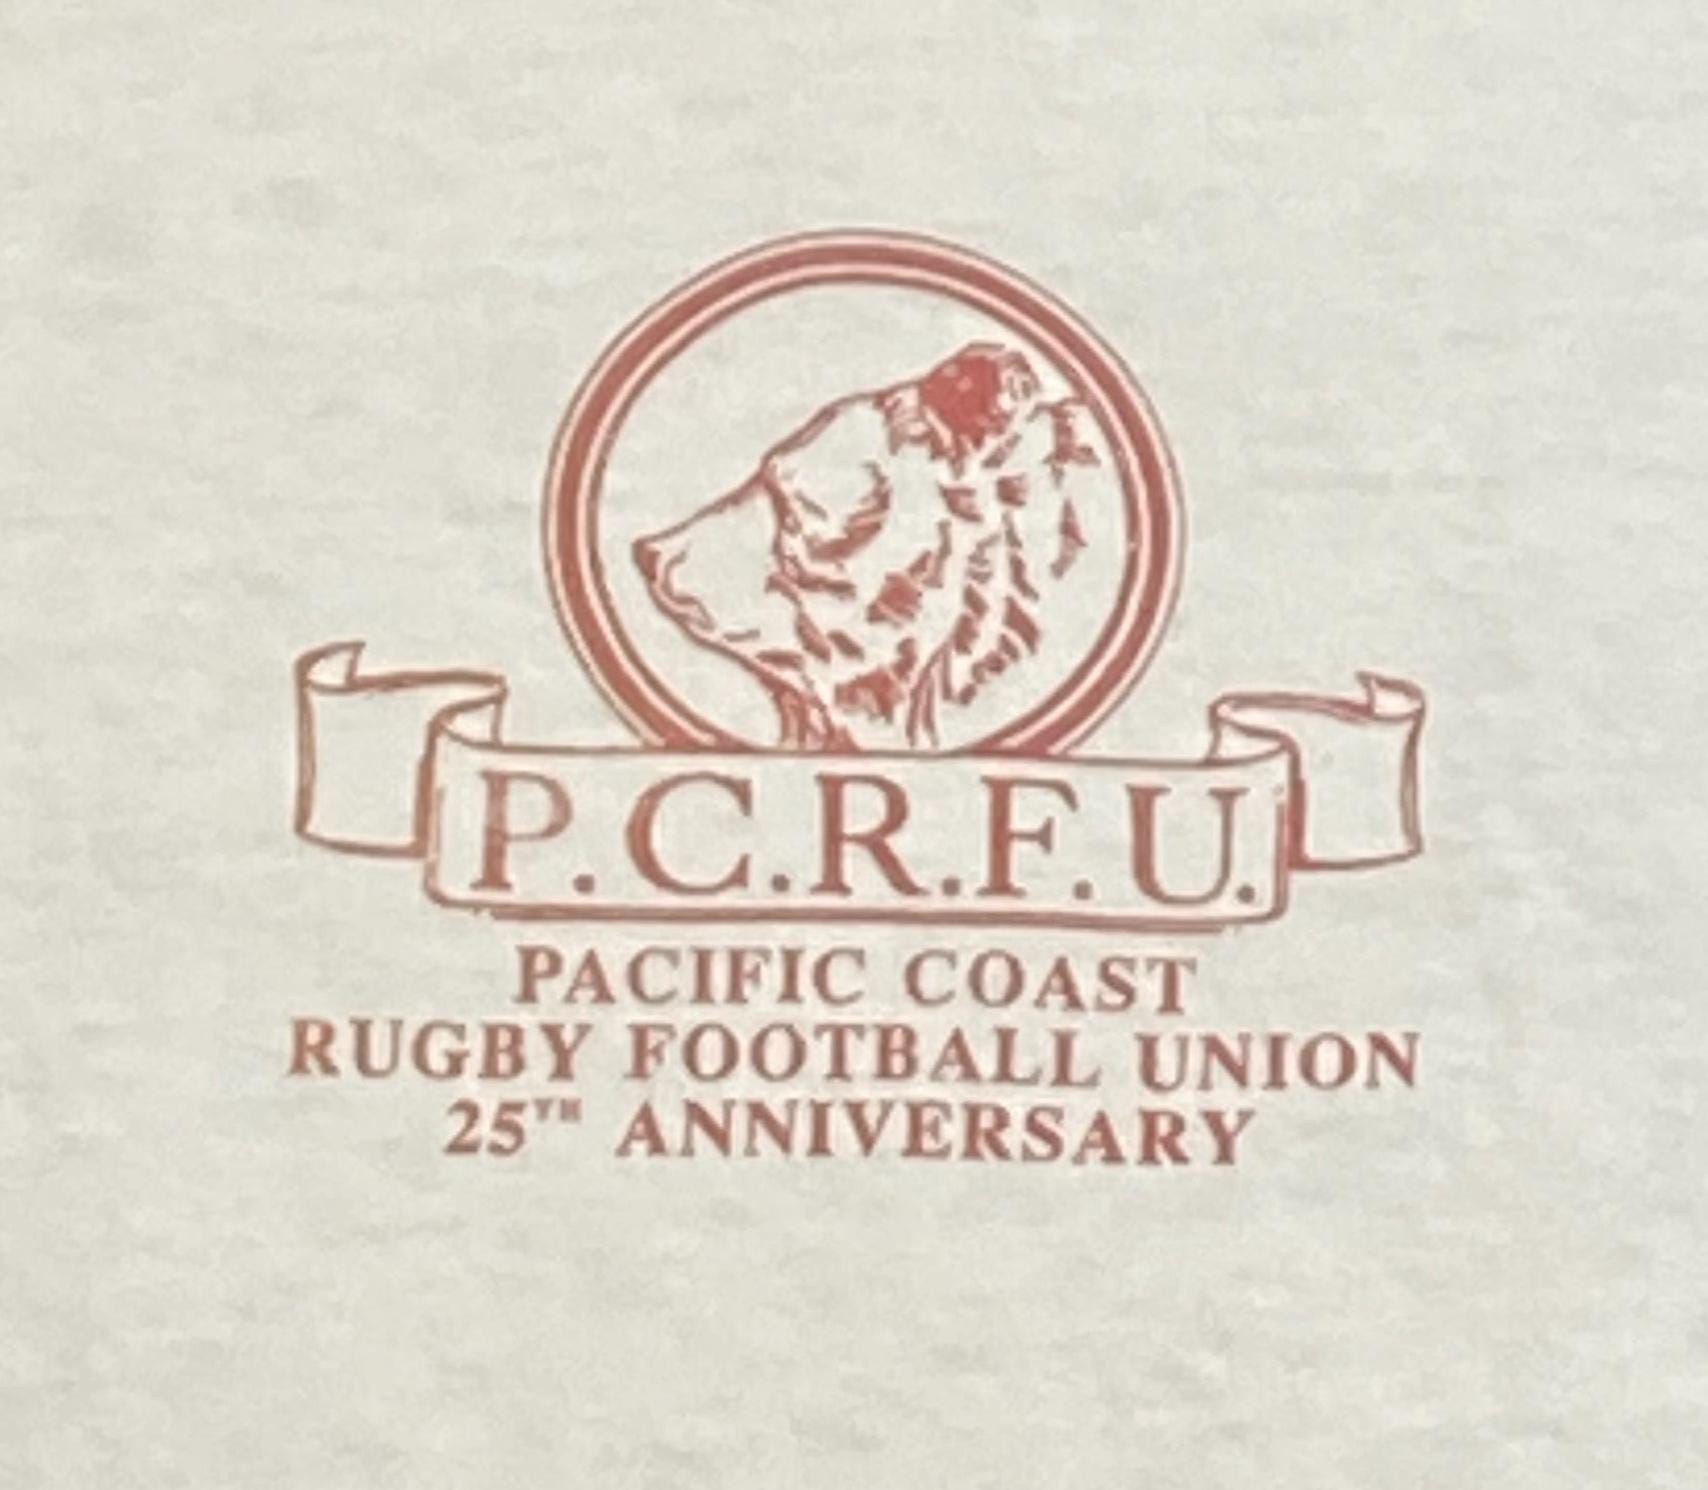 P.C.R.F.U.
PACIFIC COAST
RUGBY FOOTBALL UNION
25TH ANNIVERSARY